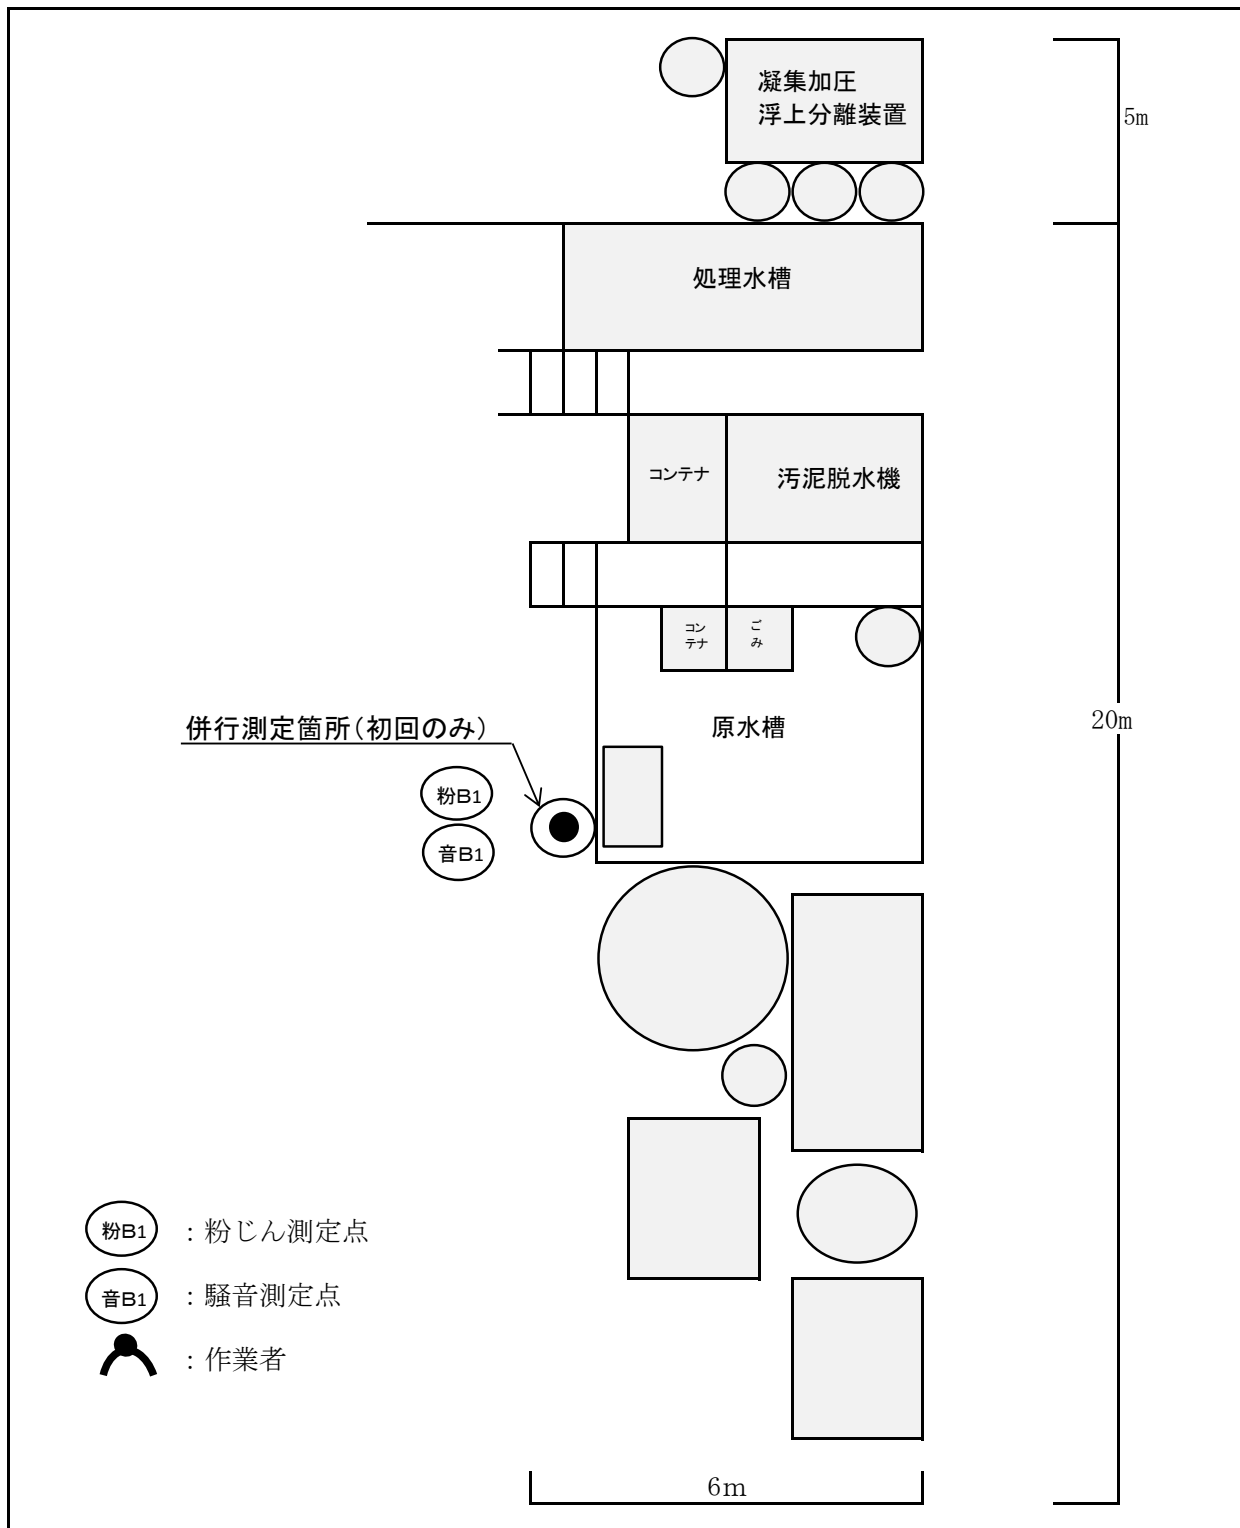 凝集加圧
浮上分離装置
5m
処理水槽
コンテナ
汚泥脱水機
コン
テナ
ご
み
併行測定箇所(初回のみ)
原水槽
20m
粉B1
音B1
粉B1 : 粉じん測定点
音B1 : 騒音測定点
: 作業者
6m